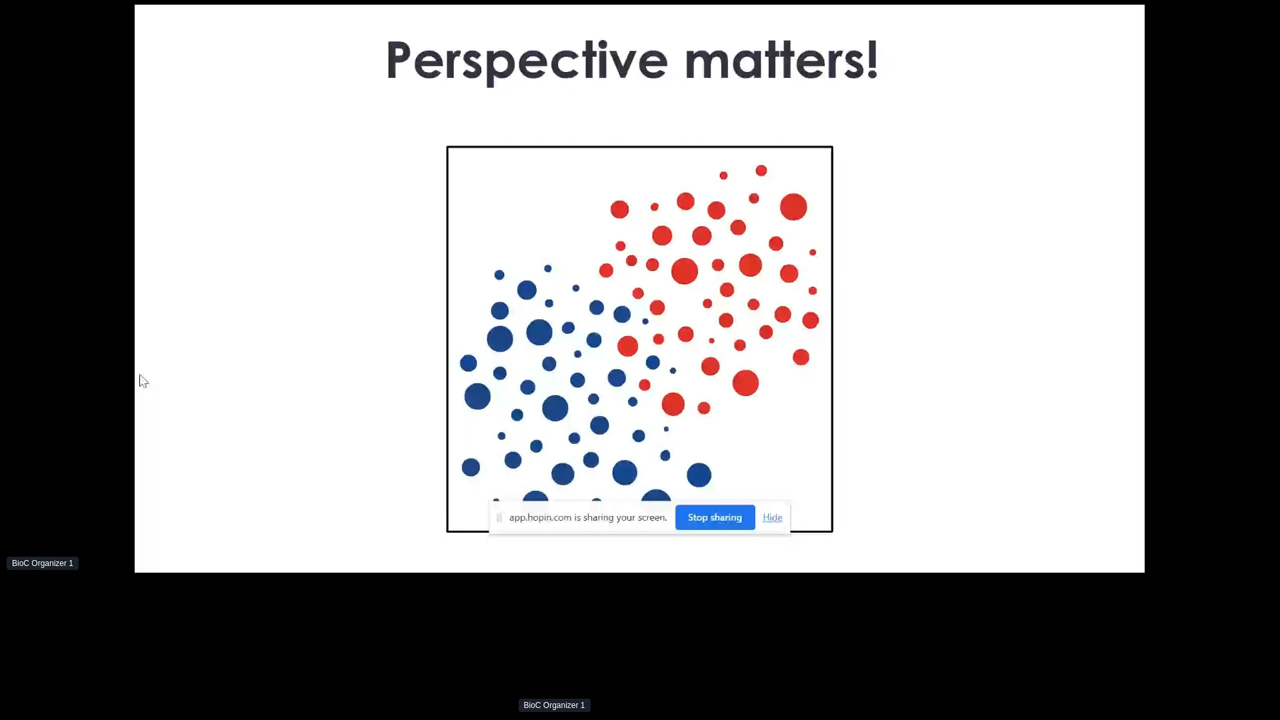 Perspective matters!
app.hopin.com is sharing your screen. Stop sharing Hide
BioC Organizer 1
BioC Organizer 1